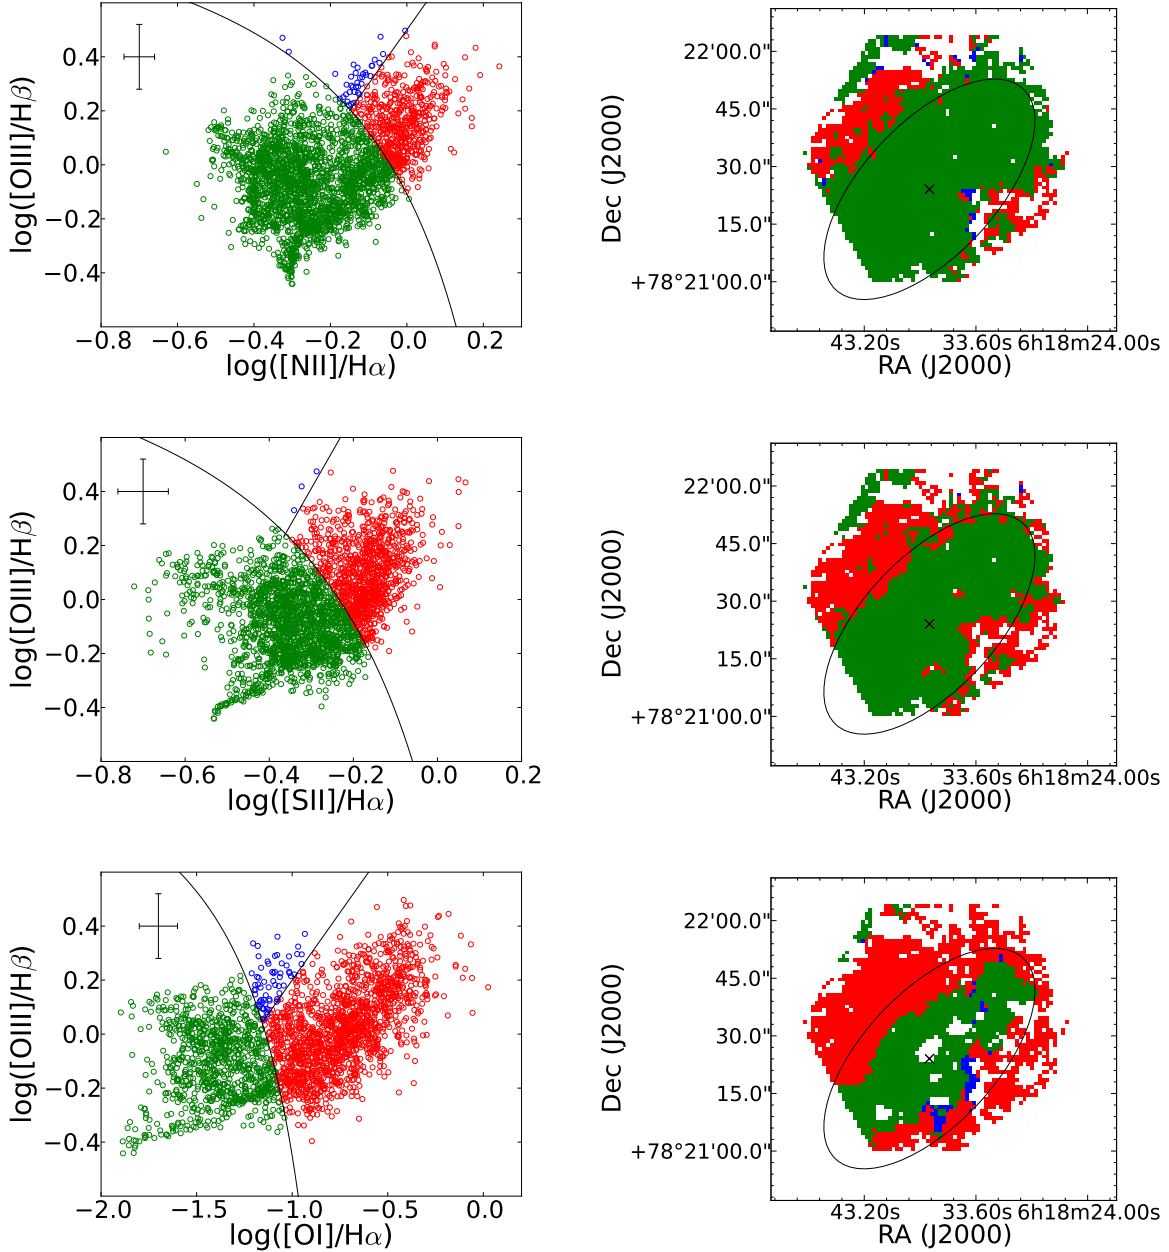 0.4
0.2
0.0
−0.2
−0.4
log([OIII]/Hβ)
−0.8 −0.6 −0.4 −0.2 0.0 0.2
log([NII]/Hα)
22'00.0"
45.0"
30.0"
15.0"
+78°21'00.0"
Dec (J2000)
43.20s 33.60s 6h18m24.00s
RA (J2000)
0.4
0.2
0.0
−0.2
−0.4
log([OIII]/Hβ)
−0.8 −0.6 −0.4 −0.2 0.0 0.2
log([SII]/Hα)
22'00.0"
45.0"
30.0"
15.0"
+78°21'00.0"
Dec (J2000)
43.20s 33.60s 6h18m24.00s
RA (J2000)
0.4
0.2
0.0
−0.2
−0.4
log([OIII]/Hβ)
−2.0 −1.5 −1.0 −0.5 0.0
log([OI]/Hα)
22'00.0"
45.0"
30.0"
15.0"
+78°21'00.0"
Dec (J2000)
43.20s 33.60s 6h18m24.00s
RA (J2000)